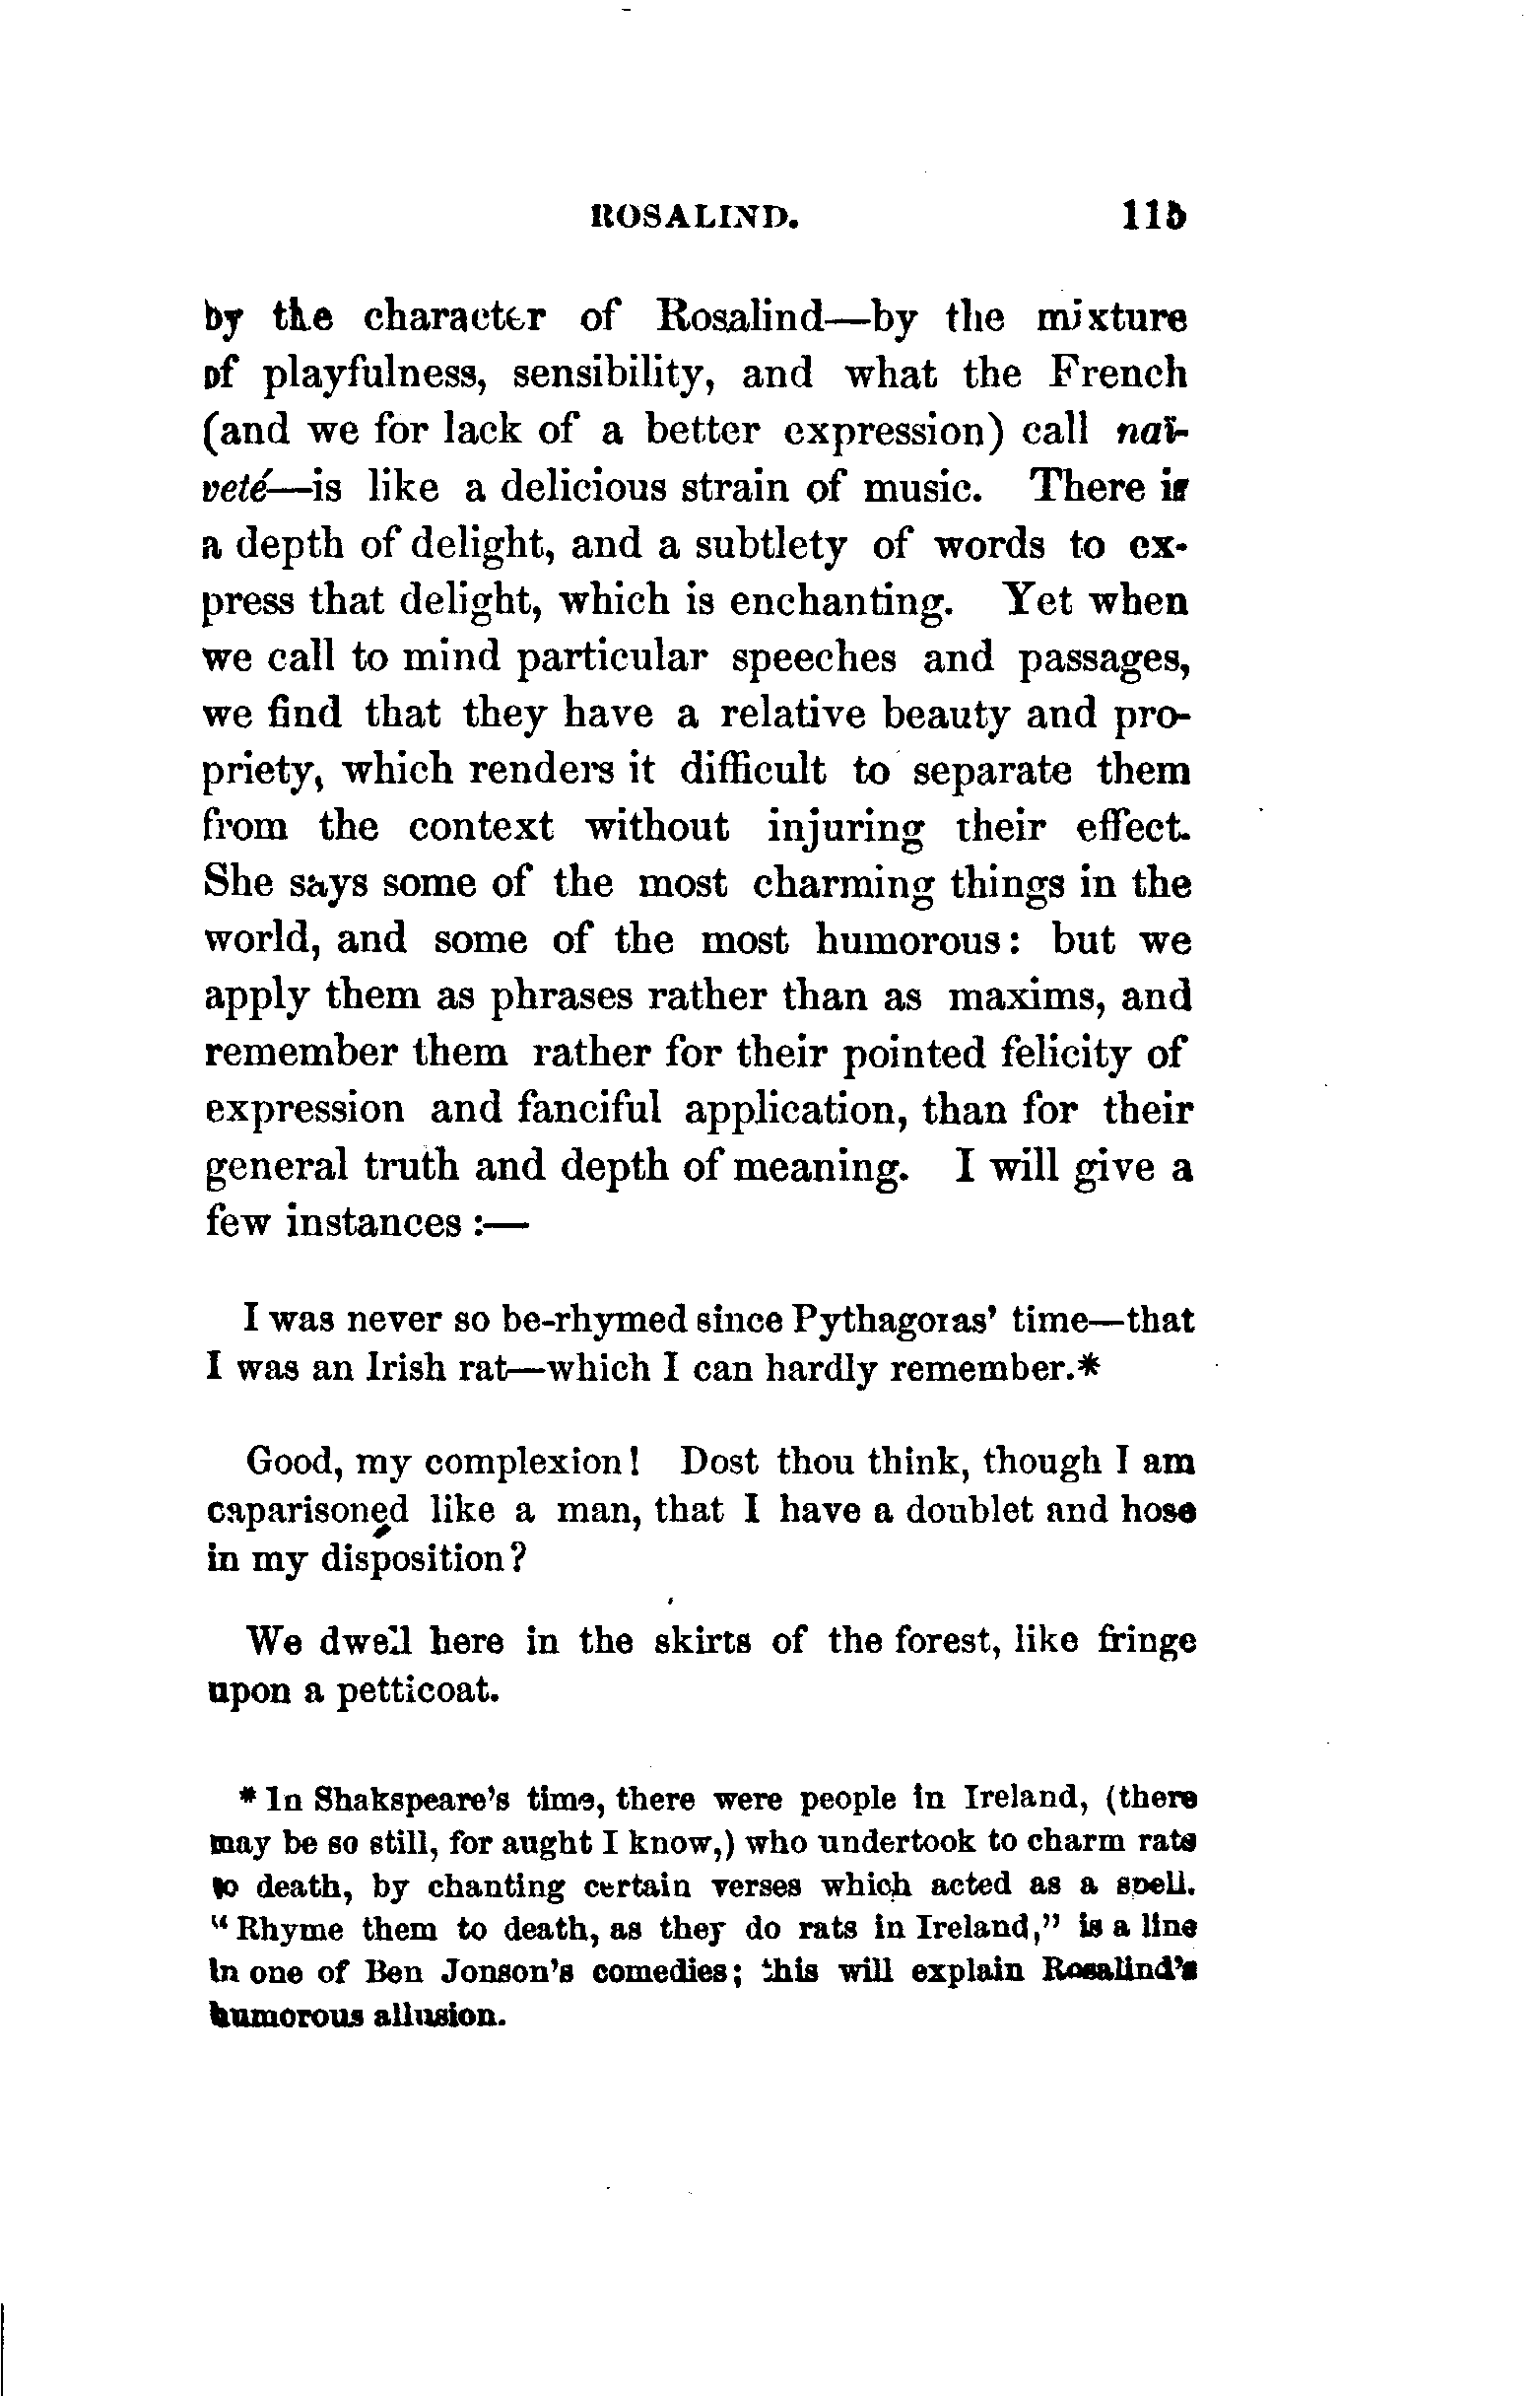 ROSALIND. 115
by the character of Rosalind—by the mixture
of playfulness, sensibility, and what the French
(and we for lack of a better expression) call naï-
veté—is like a delicious strain of music. There is
a depth of delight, and a subtlety of words to ex-
press that delight, which is enchanting. Yet when
we call to mind particular speeches and passages,
we find that they have a relative beauty and pro-
priety, which renders it difficult to separate them
from the context without injuring their effect.
She says some of the most charming things in the
world, and some of the most humorous: but we
apply them as phrases rather than as maxims, and
remember them rather for their pointed felicity of
expression and fanciful application, than for their
general truth and depth of meaning. I will give a
few instances :—
I was never so be-rhymed since Pythagoras' time—that
I was an Irish rat—which I can hardly remember.*
Good, my complexion! Dost thou think, though I am
caparisoned like a man, that I have a doublet and hose
in my disposition?
We dwell here in the skirts of the forest, like fringe
upon a petticoat.
* In Shakspeare's time, there were people in Ireland, (there
may be so still, for aught I know,) who undertook to charm rats
to death, by chanting certain verses which acted as a spell.
"Rhyme them to death, as they do rats in Ireland," is a line
in one of Ben Jonson's comedies; this will explain Rosalind's
humorous allusion.